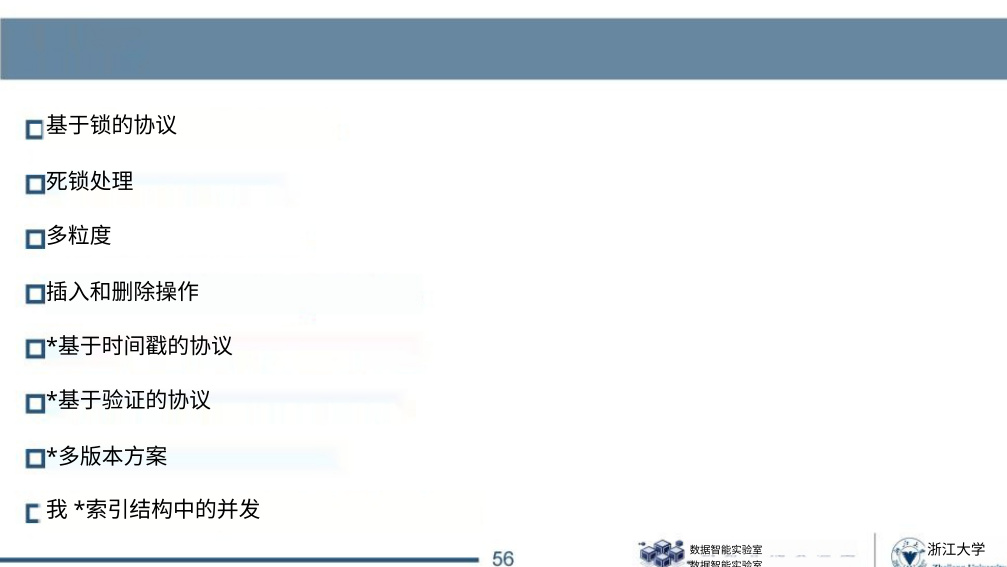 基于锁的协议
死锁处理
多粒度
插入和删除操作
*基于时间戳的协议
*基于验证的协议
*多版本方案
我 *索引结构中的并发
56
数据智能实验室
数据智能实验室
浙江大学